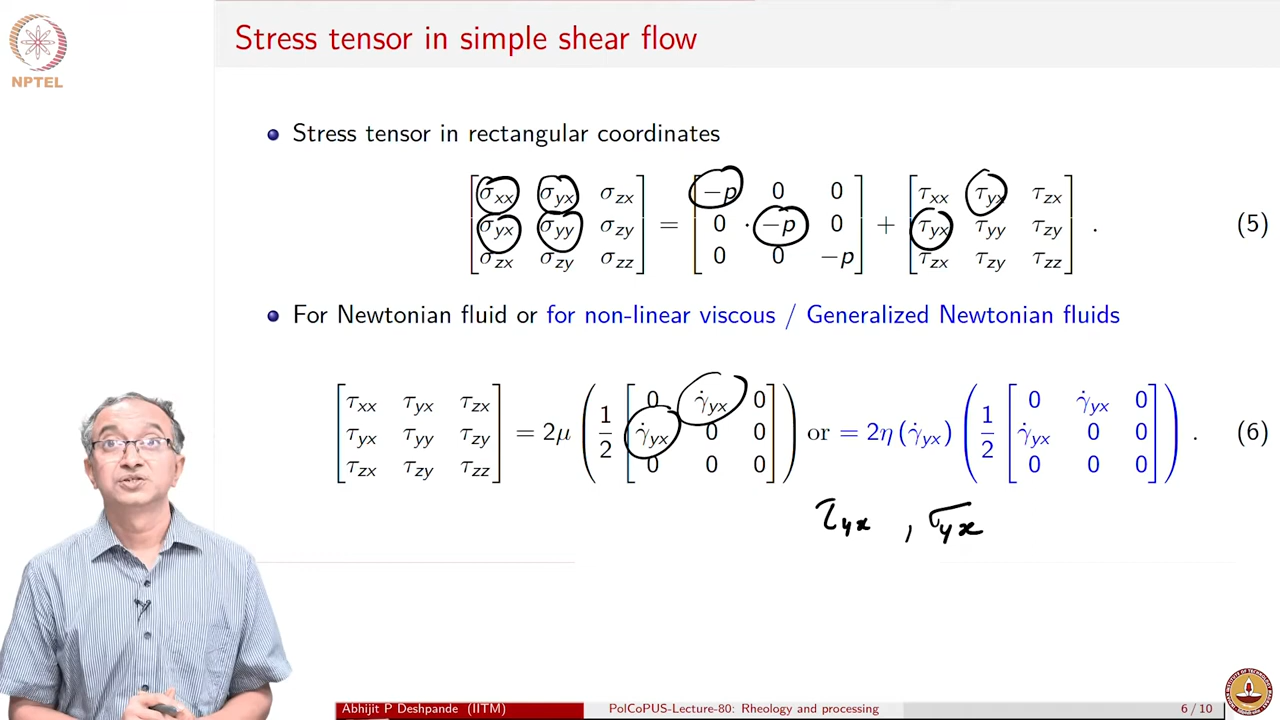 Stress tensor in simple shear flow
NPTEL
Stress tensor in rectangular coordinates
σxx σyx σzx
σyx σyy σzy
σzx σzy σzz
=
−p 0 0
0 · −p 0
0 0 −p
+
τxx τyx τzx
τyx τyy τzy
τzx τzy τzz
. (5)
For Newtonian fluid or for non-linear viscous / Generalized Newtonian fluids
τxx τyx τzx
τyx τyy τzy
τzx τzy τzz
= 2μ ( 1/2
0 γ̇yx 0
γ̇yx 0 0
0 0 0
) or = 2η (γ̇yx) ( 1/2
0 γ̇yx 0
γ̇yx 0 0
0 0 0
) . (6)
τyx , σyx
Abhijit P Deshpande (IITM) PolCoPUS-Lecture-80: Rheology and processing 6 / 10